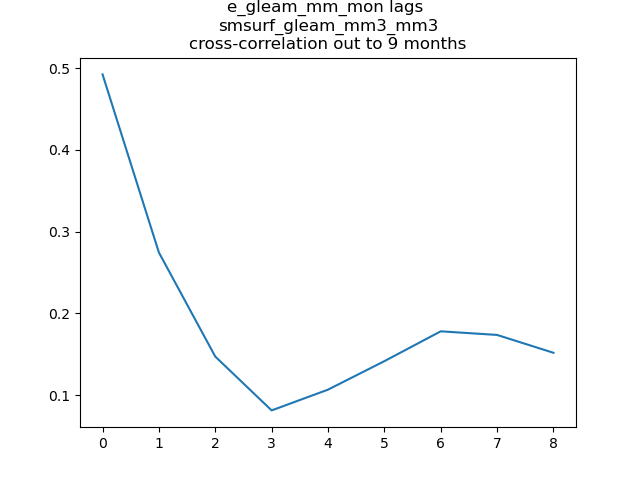 e_gleam_mm_mon lags
smsurf_gleam_mm3_mm3
cross-correlation out to 9 months
0.5
0.4
0.3
0.2
0.1
0 1 2 3 4 5 6 7 8